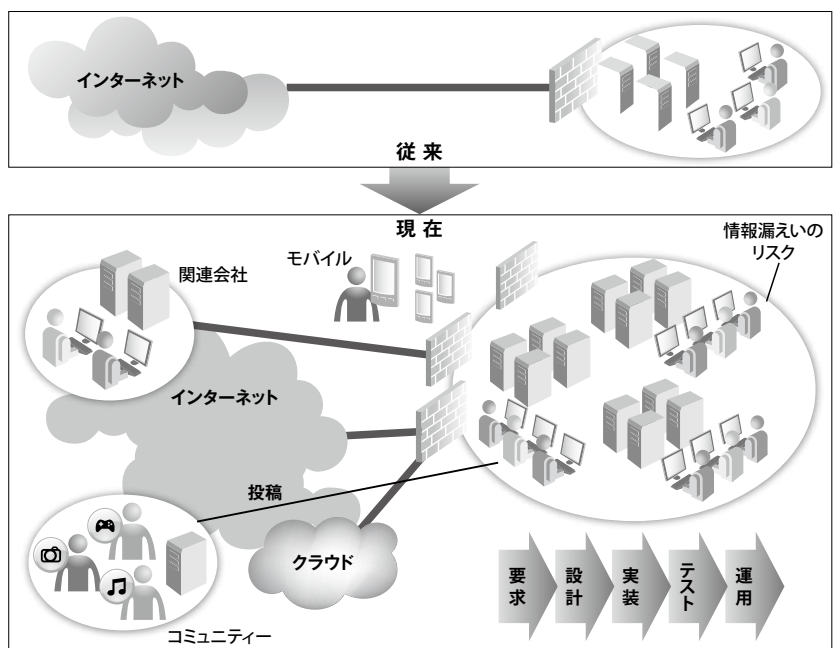 インターネット
従来
現在
情報漏えいの
リスク
関連会社
モバイル
インターネット
投稿
クラウド
コミュニティー
要求
設計
実装
テスト
運用